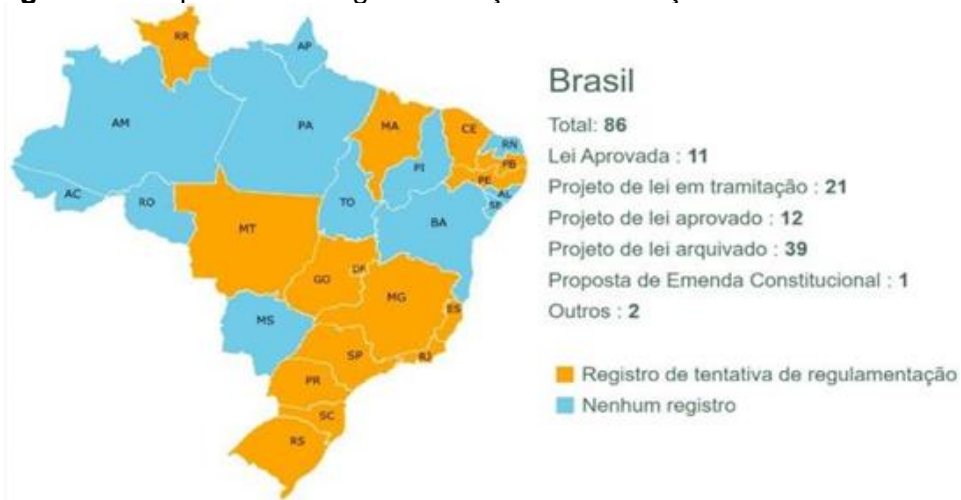 RR
AP
AM
PA
MA
CE
RN
PB
PI
PE
AL
SE
AC
RO
TO
BA
MT
GO
DF
MG
ES
MS
SP
RJ
PR
SC
RS
Brasil
Total: 86
Lei Aprovada : 11
Projeto de lei em tramitação : 21
Projeto de lei aprovado : 12
Projeto de lei arquivado : 39
Proposta de Emenda Constitucional : 1
Outros : 2
Registro de tentativa de regulamentação
Nenhum registro